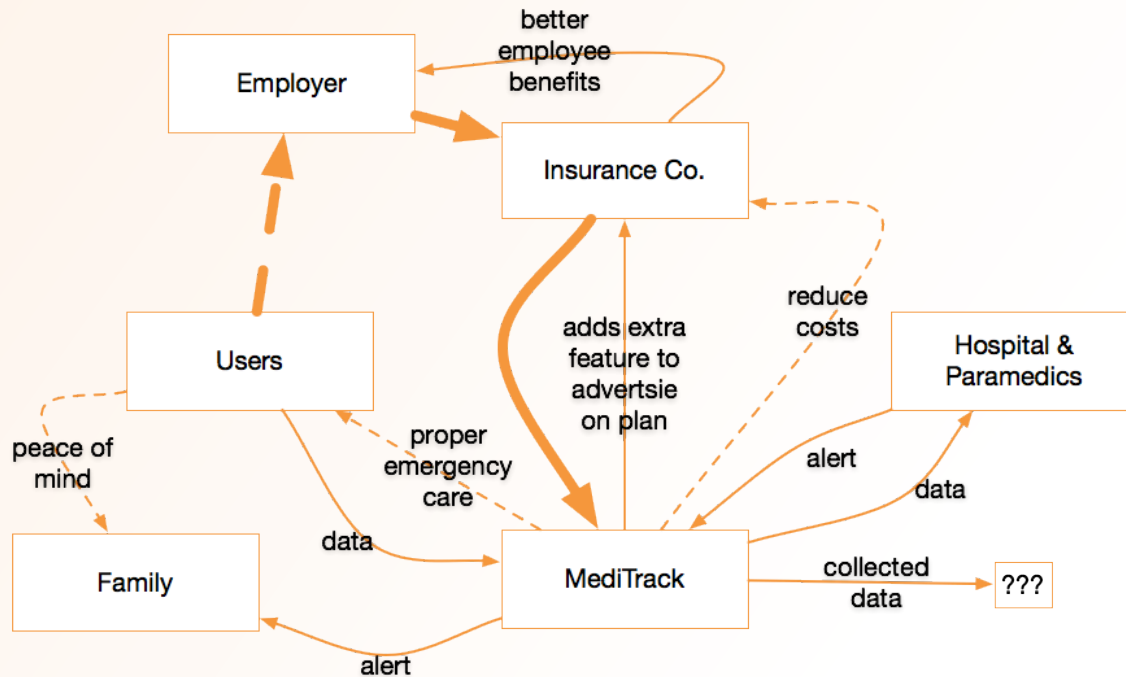 better
employee
benefits
Employer
Insurance Co.
Users
adds extra
feature to
advertsie
on plan
reduce
costs
Hospital &
Paramedics
peace of
mind
proper
emergency
care
alert
data
data
Family
MediTrack
collected
data
???
alert